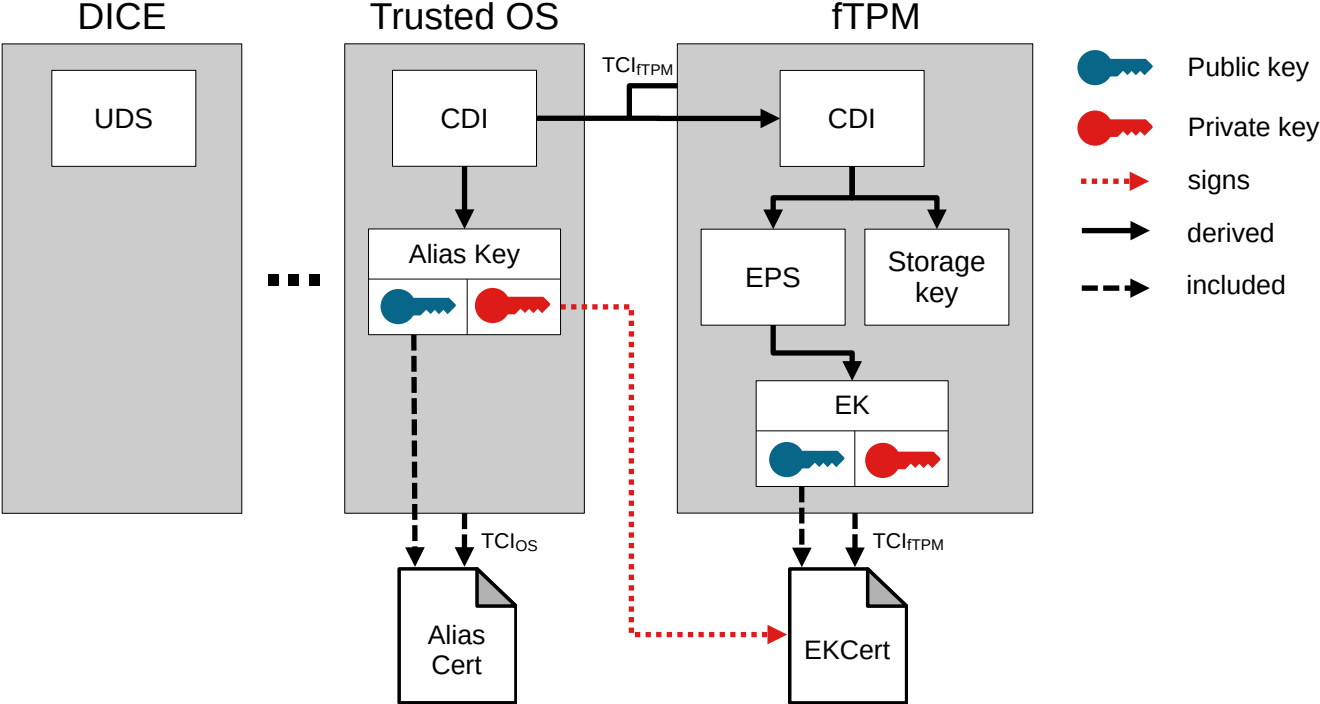 DICE
Trusted OS
fTPM
UDS
CDI
TCIfTPM
CDI
Public key
Private key
signs
derived
included
Alias Key
EPS
Storage
key
EK
TCIOS
TCIfTPM
Alias
Cert
EKCert